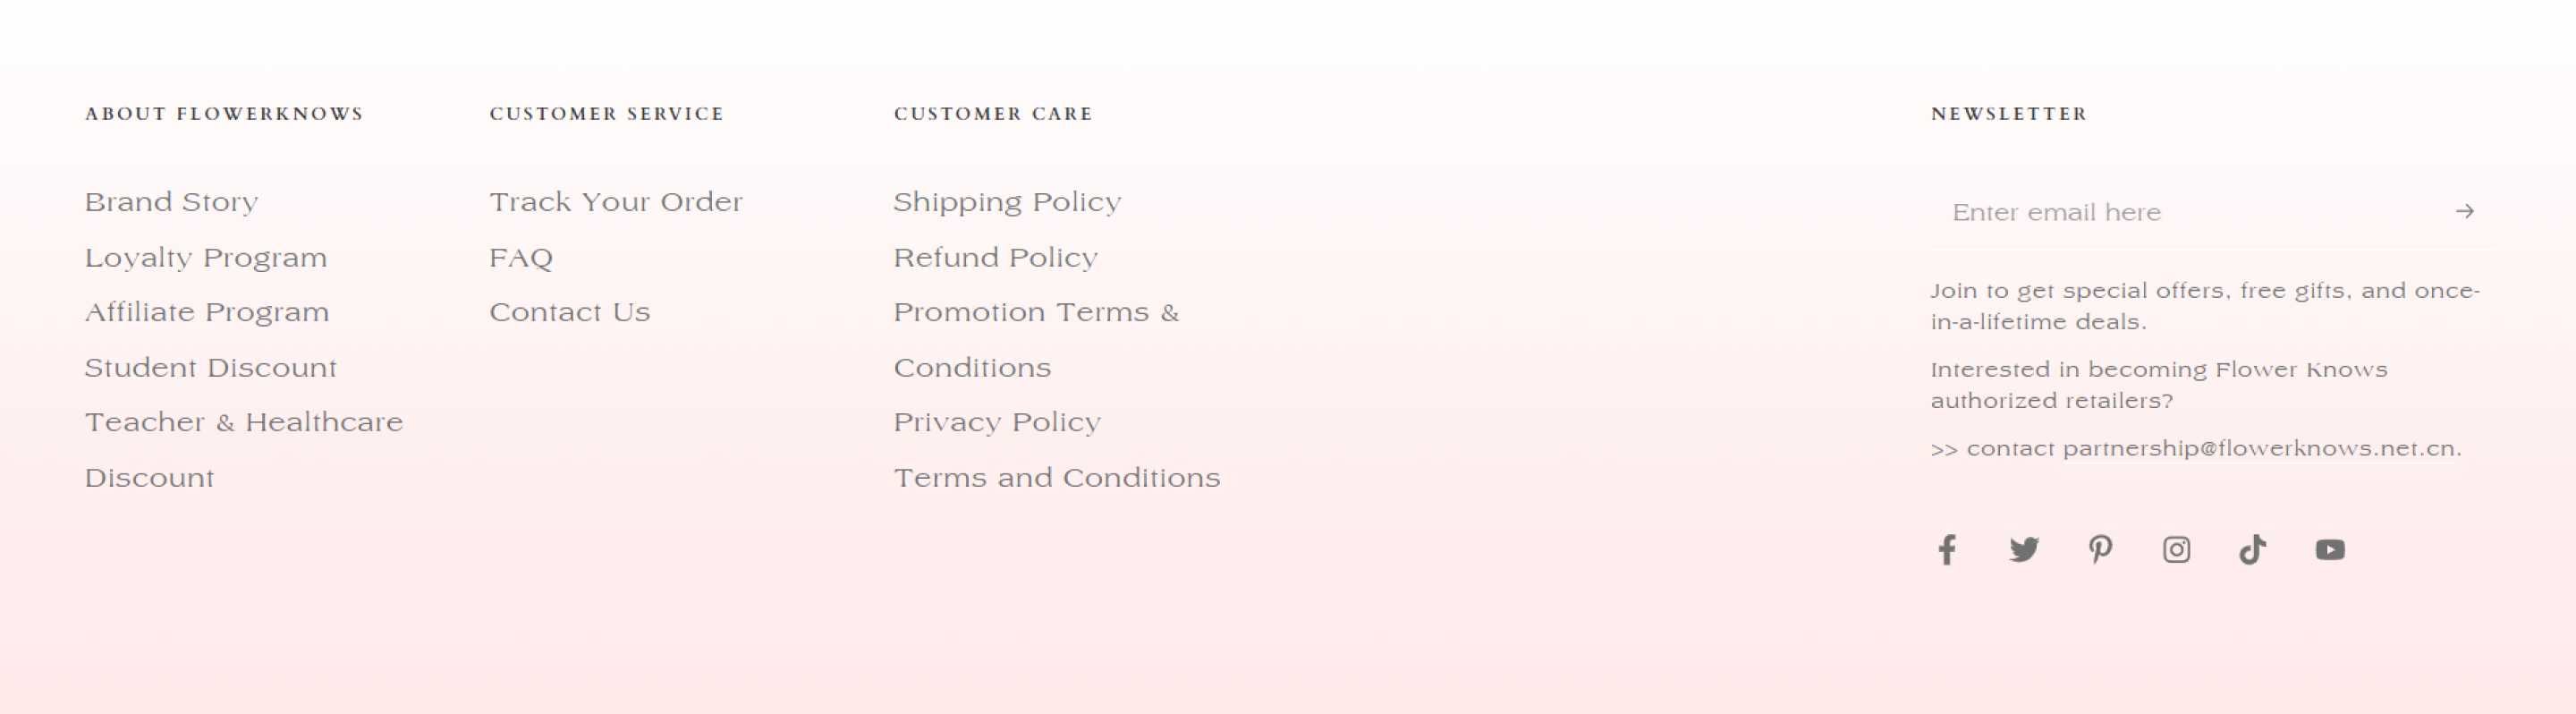 ABOUT FLOWERKNOWS
Brand Story
Loyalty Program
Affiliate Program
Student Discount
Teacher & Healthcare
Discount
CUSTOMER SERVICE
Track Your Order
FAQ
Contact Us
CUSTOMER CARE
Shipping Policy
Refund Policy
Promotion Terms &
Conditions
Privacy Policy
Terms and Conditions
NEWSLETTER
Enter email here
Join to get special offers, free gifts, and once-
in-a-lifetime deals.
Interested in becoming Flower Knows
authorized retailers?
>> contact partnership@flowerknows.net.cn.